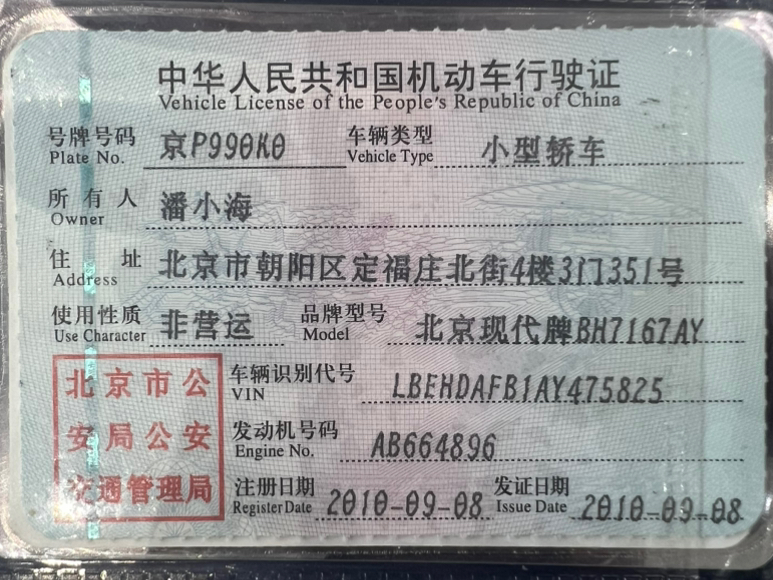 中华人民共和国机动车行驶证
Vehicle License of the People's Republic of China
号牌号码 京P990K0 车辆类型 小型轿车
Plate No. Vehicle Type
所有人 潘小海
Owner
住址 北京市朝阳区定福庄北街4楼3门351号
Address
使用性质 非营运 品牌型号 北京现代牌BH7167AY
Use Character Model
车辆识别代号 LBEHDAFB1AY475825
VIN
发动机号码 AB664896
Engine No.
注册日期 2010-09-08 发证日期 2010-09-08
Register Date Issue Date
北京市公
安局公安
交通管理局